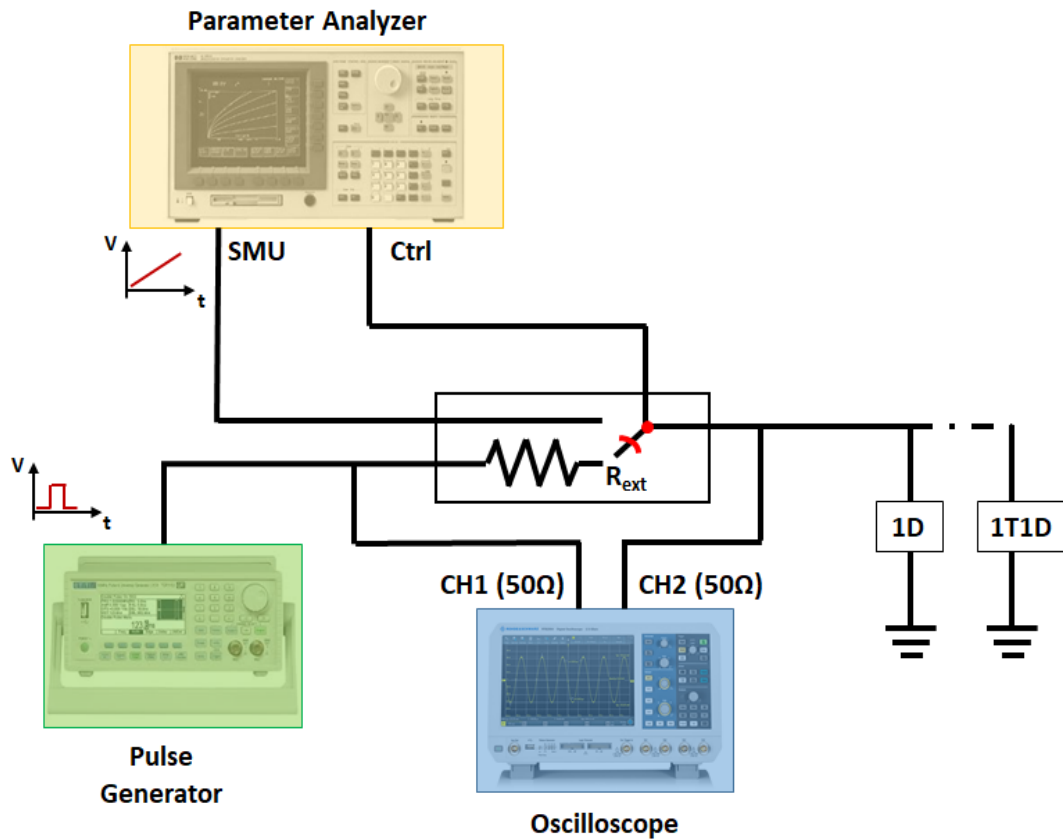 Parameter Analyzer
SMU
Ctrl
V
t
R_ext
V
t
1D
1T1D
CH1 (50Ω)
CH2 (50Ω)
Pulse
Generator
Oscilloscope